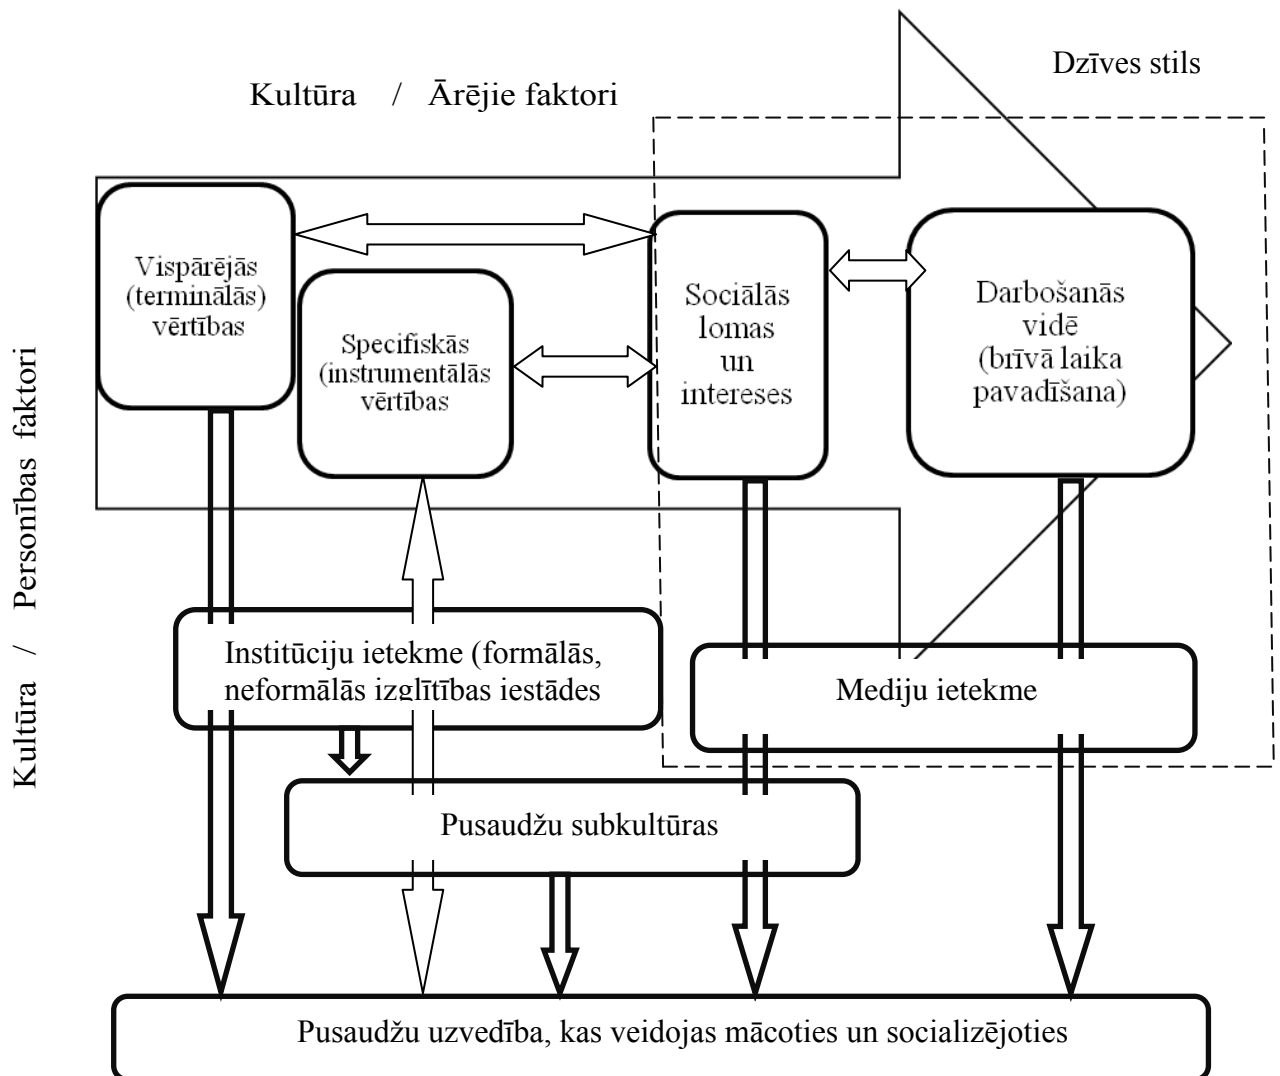 Dzīves stils
Kultūra / Ārējie faktori
Vispārējās
(terminālās)
vērtības
Specifiskās
(instrumentālās
vērtības
Sociālās
lomas
un
intereses
Darbošanās
vidē
(brīvā laika
pavadīšana)
Kultūra / Personības faktori
Institūciju ietekme (formālās,
neformālās izglītības iestādes
Mediju ietekme
Pusaudžu subkultūras
Pusaudžu uzvedība, kas veidojas mācoties un socializējoties